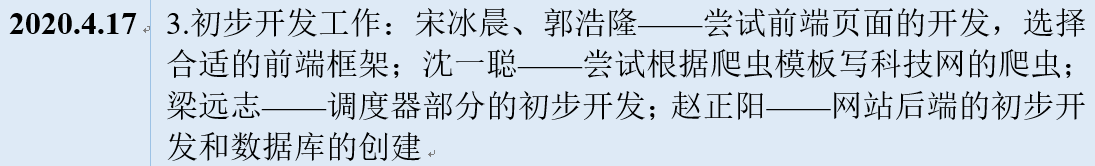 2020.4.17 3.初步开发工作：宋冰晨、郭浩隆——尝试前端页面的开发，选择
合适的前端框架；沈一聪——尝试根据爬虫模板写科技网的爬虫；
梁远志——调度器部分的初步开发；赵正阳——网站后端的初步开
发和数据库的创建